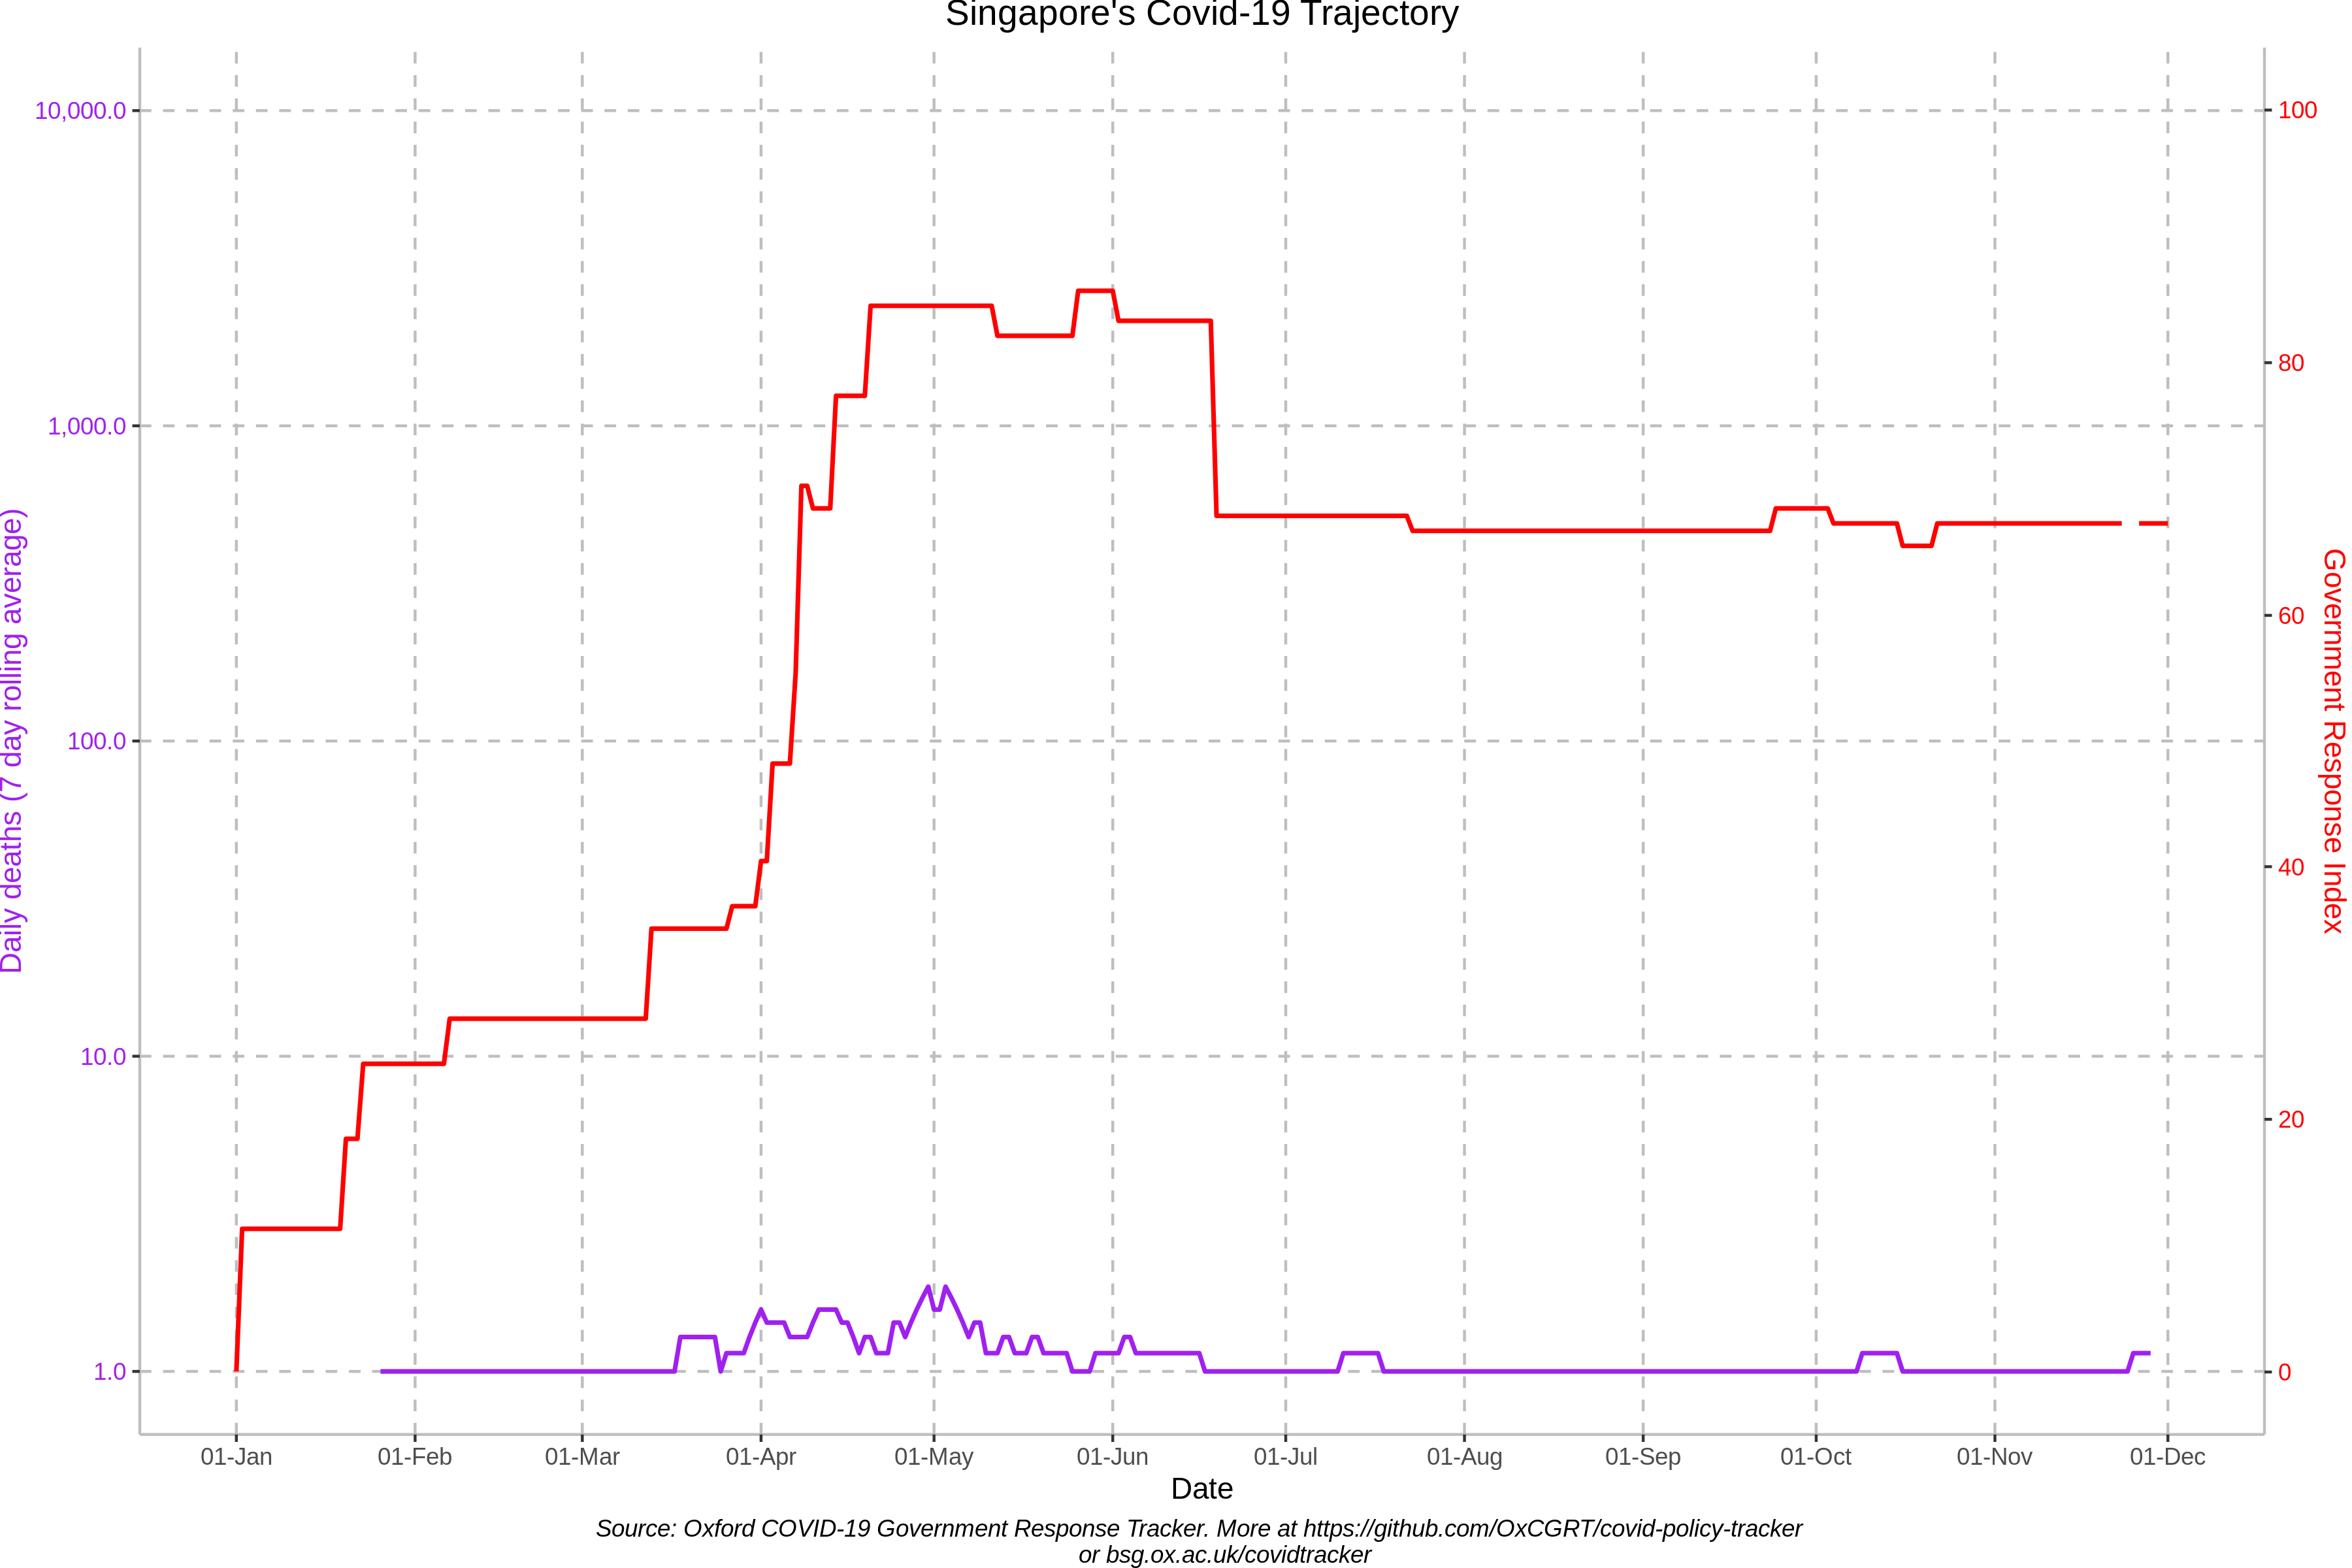 Singapore's Covid-19 Trajectory
10,000.0
1,000.0
100.0
10.0
1.0
Daily deaths (7 day rolling average)
100
80
60
40
20
0
Government Response Index
01-Jan
01-Feb
01-Mar
01-Apr
01-May
01-Jun
01-Jul
01-Aug
01-Sep
01-Oct
01-Nov
01-Dec
Date
Source: Oxford COVID-19 Government Response Tracker. More at https://github.com/OxCGRT/covid-policy-tracker
or bsg.ox.ac.uk/covidtracker